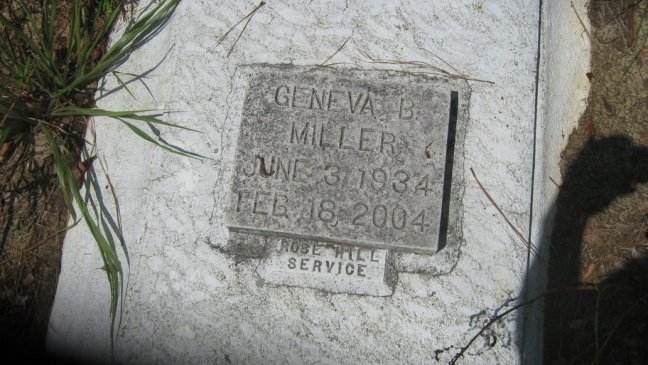 GENEVA B.
MILLER
JUNE 3, 1934
FEB. 18, 2004
ROSE HILL
SERVICE